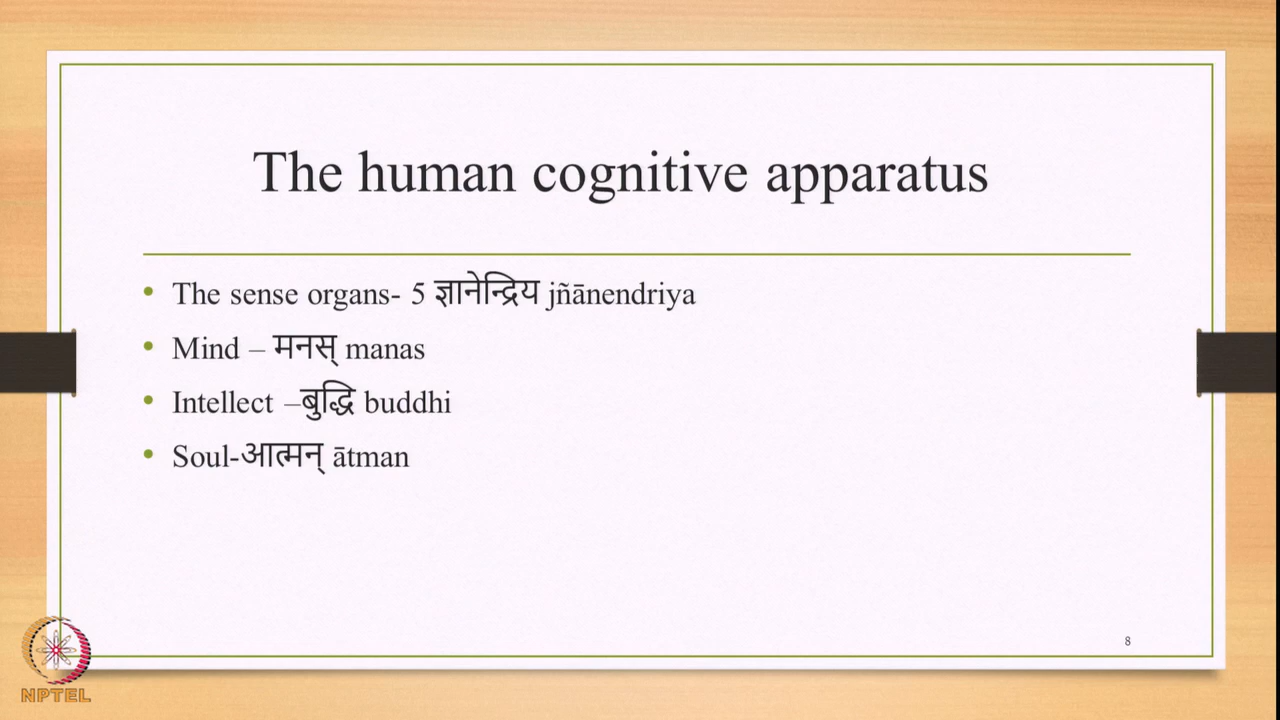 The human cognitive apparatus
• The sense organs- 5 ज्ञानेन्द्रिय jñānendriya
• Mind – मनस् manas
• Intellect –बुद्धि buddhi
• Soul-आत्मन् ātman
8
NPTEL